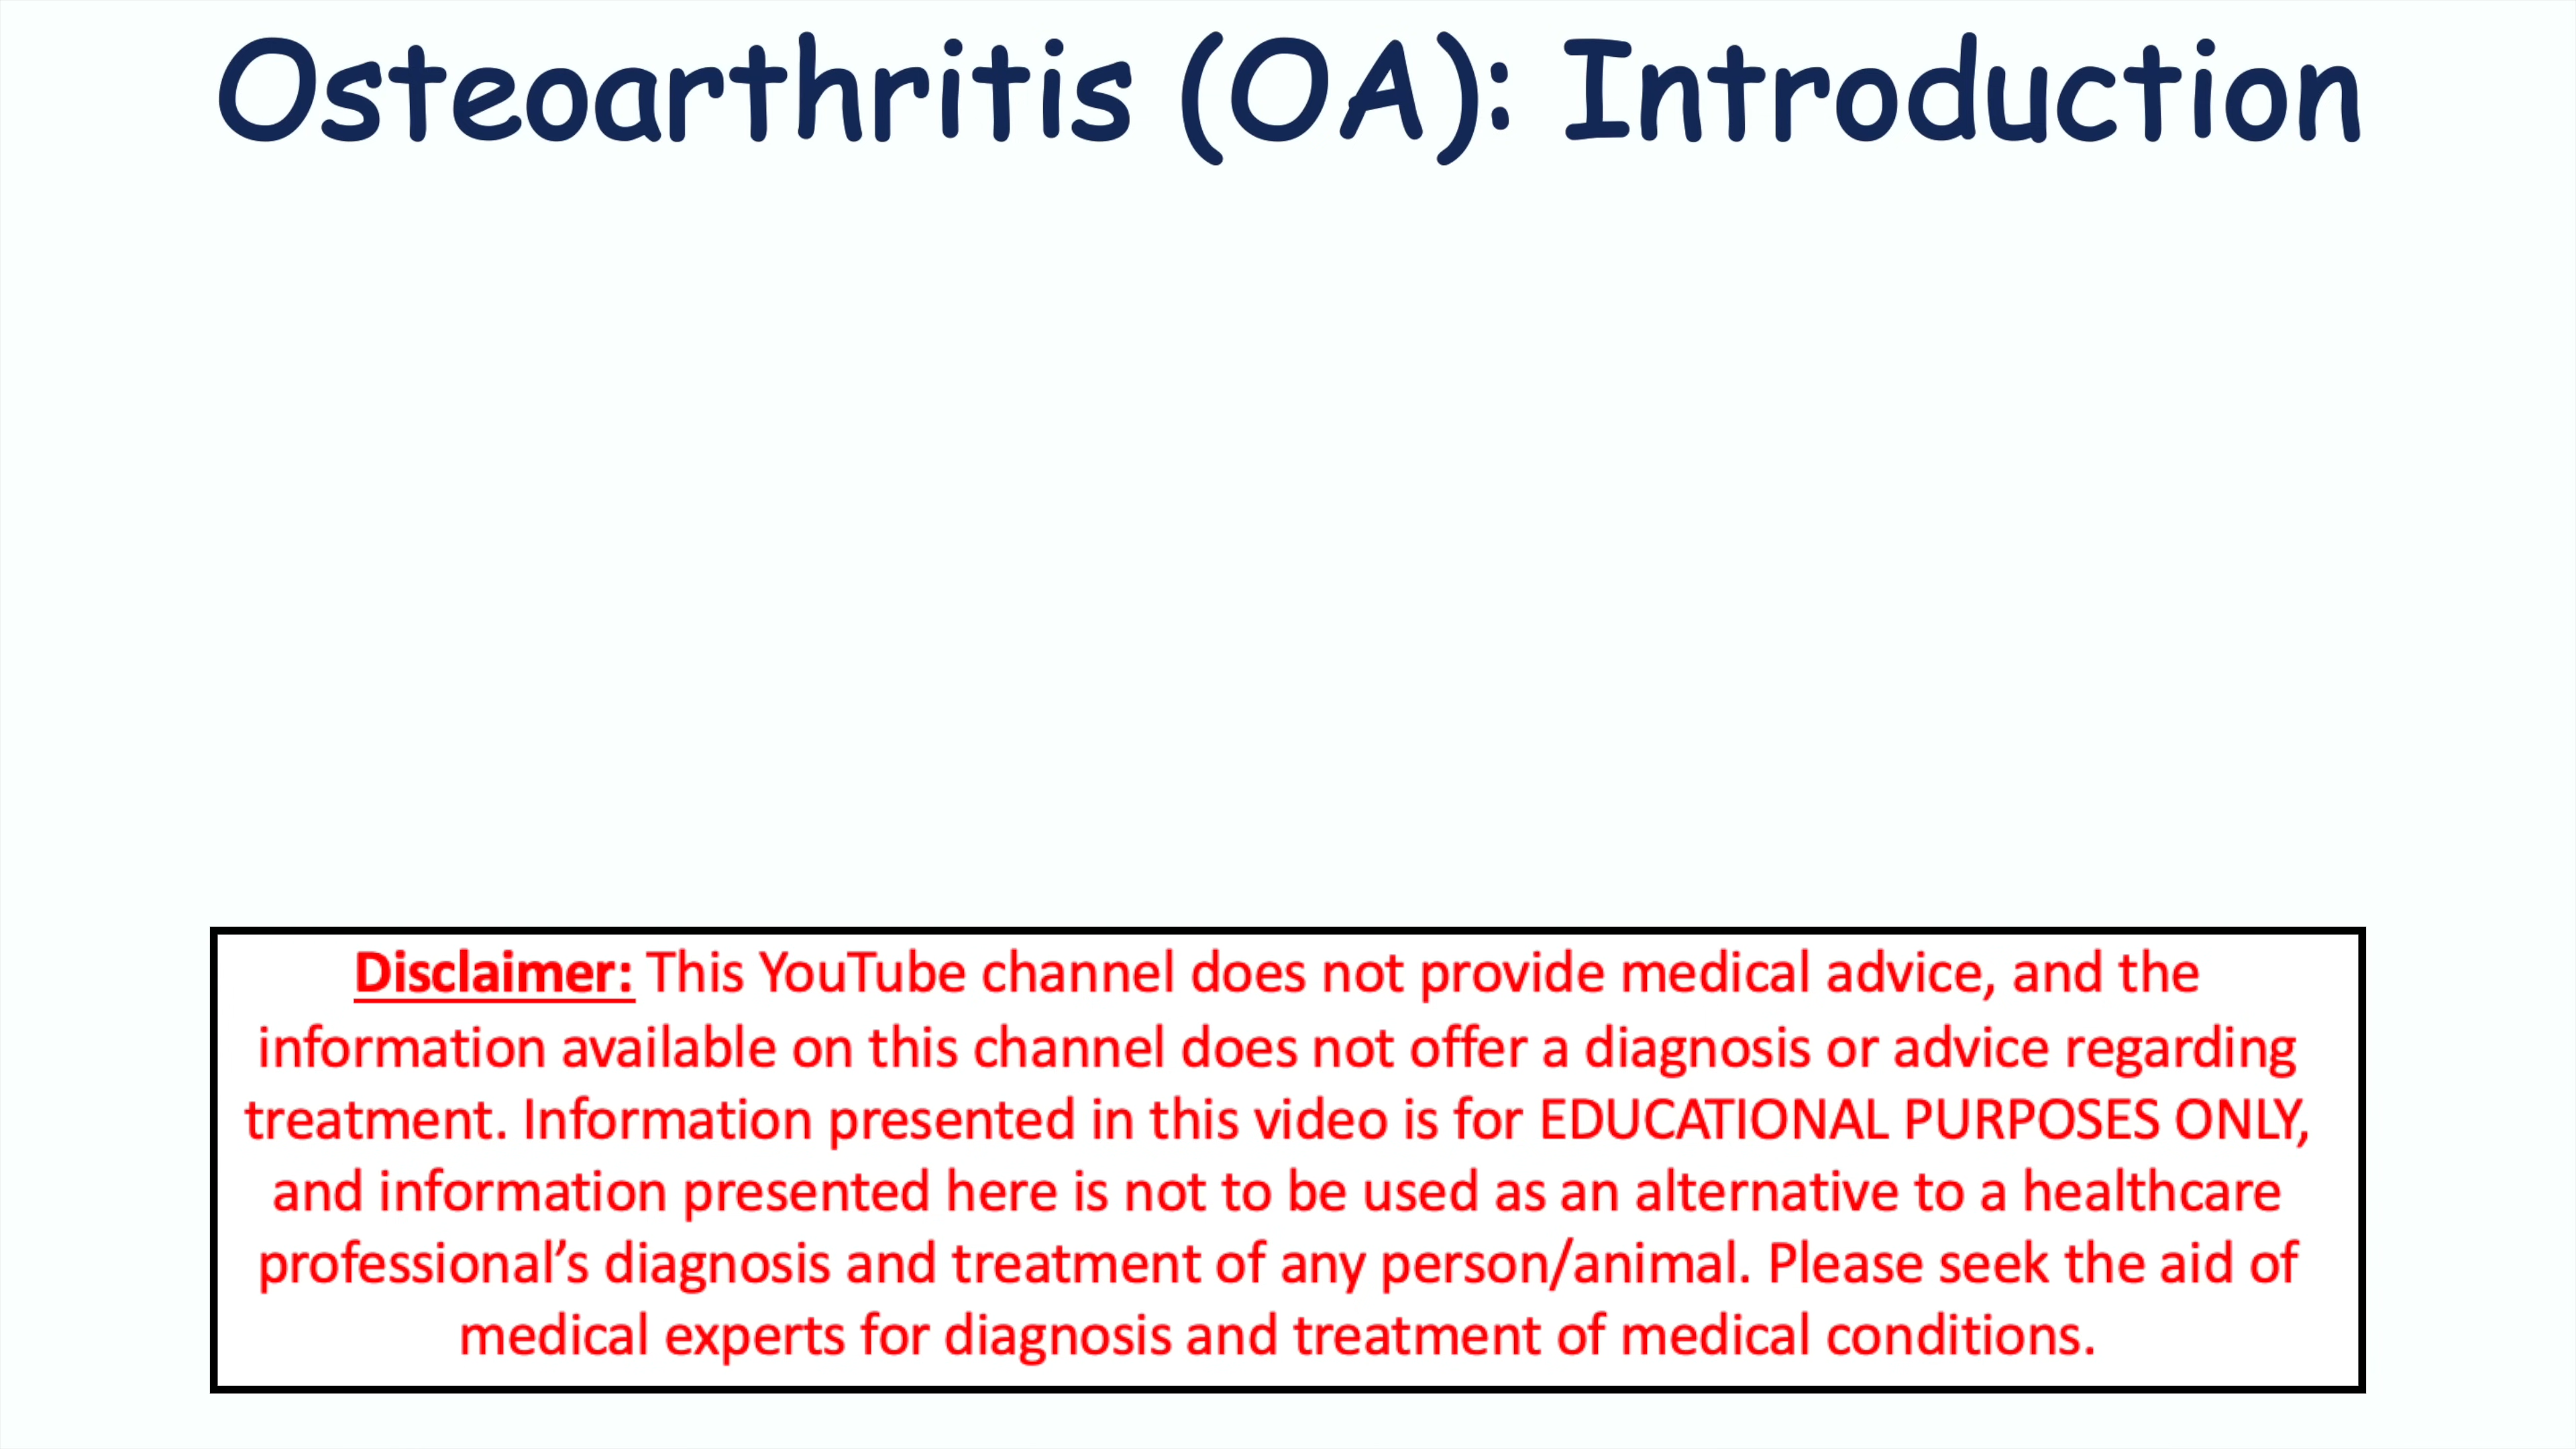 Osteoarthritis (OA): Introduction
Disclaimer: This YouTube channel does not provide medical advice, and the
information available on this channel does not offer a diagnosis or advice regarding
treatment. Information presented in this video is for EDUCATIONAL PURPOSES ONLY,
and information presented here is not to be used as an alternative to a healthcare
professional’s diagnosis and treatment of any person/animal. Please seek the aid of
medical experts for diagnosis and treatment of medical conditions.